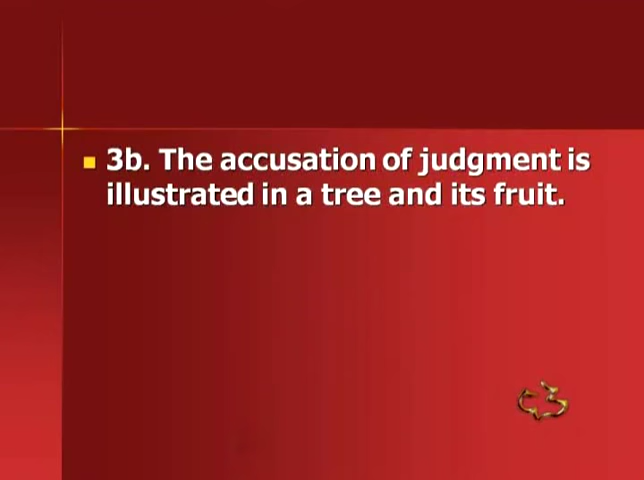 3b. The accusation of judgment is
illustrated in a tree and its fruit.